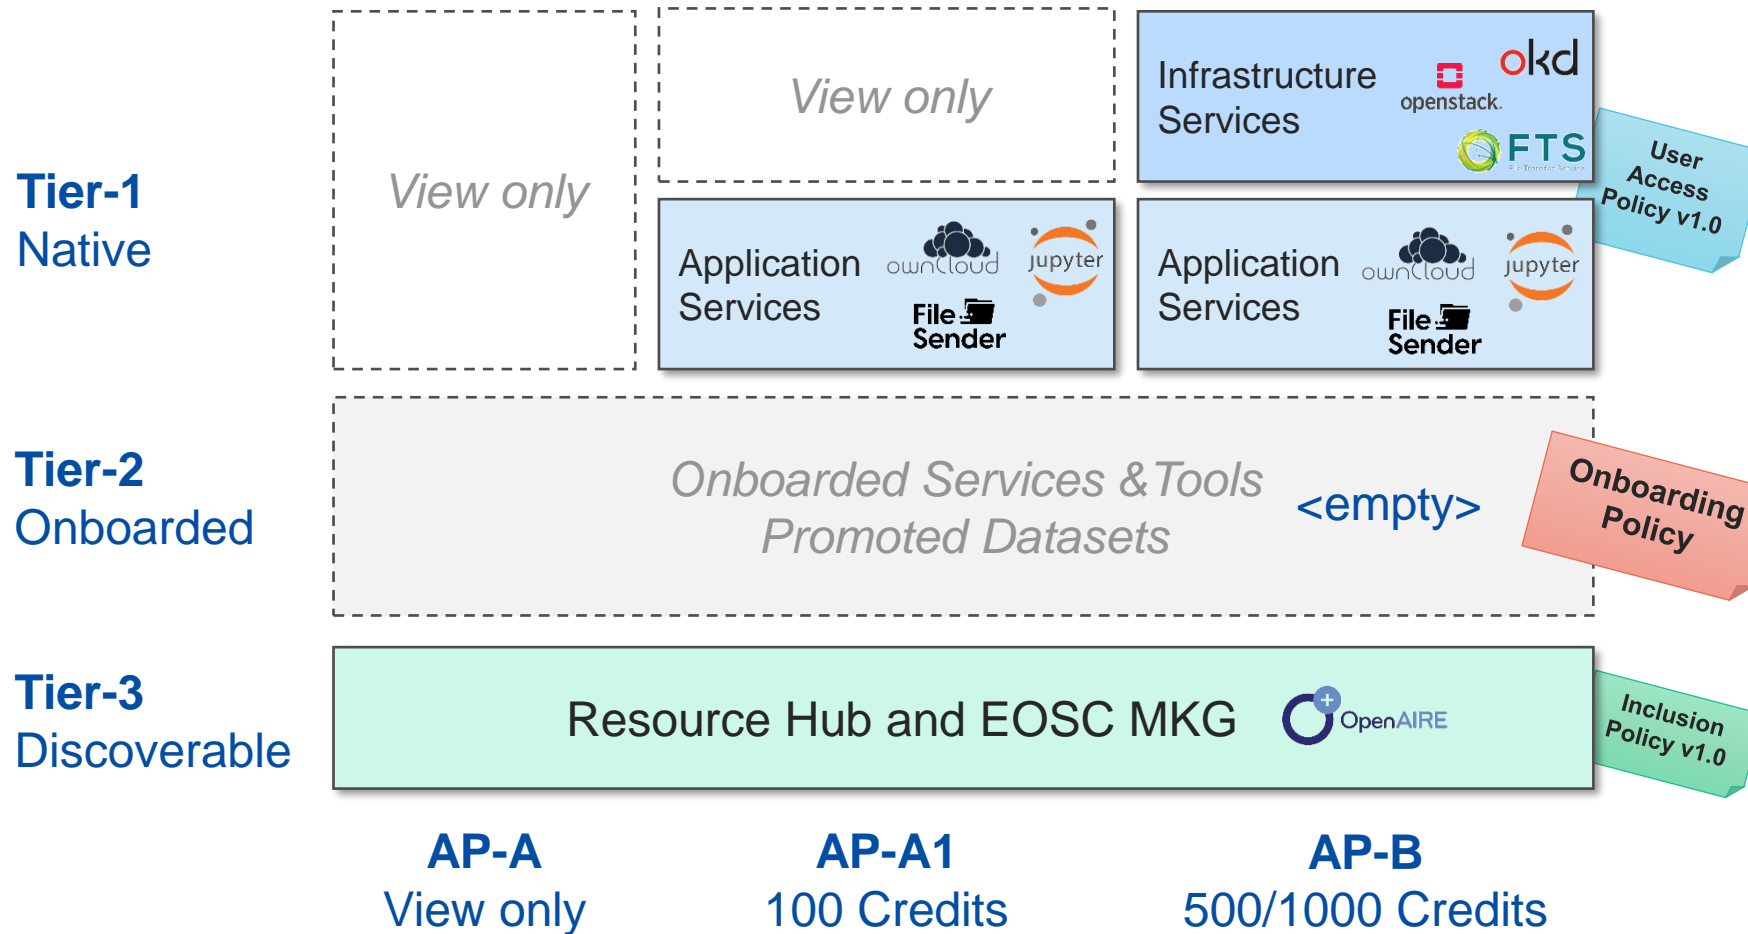 Tier-1
Native
View only
View only
Infrastructure
Services
openstack.
okd
FTS
File Transfer Service
User
Access
Policy v1.0
Application
Services
ownCloud
jupyter
File
Sender
Application
Services
ownCloud
jupyter
File
Sender
Tier-2
Onboarded
Onboarded Services &Tools
Promoted Datasets
<empty>
Onboarding
Policy
Tier-3
Discoverable
Resource Hub and EOSC MKG
OpenAIRE
Inclusion
Policy v1.0
AP-A
View only
AP-A1
100 Credits
AP-B
500/1000 Credits